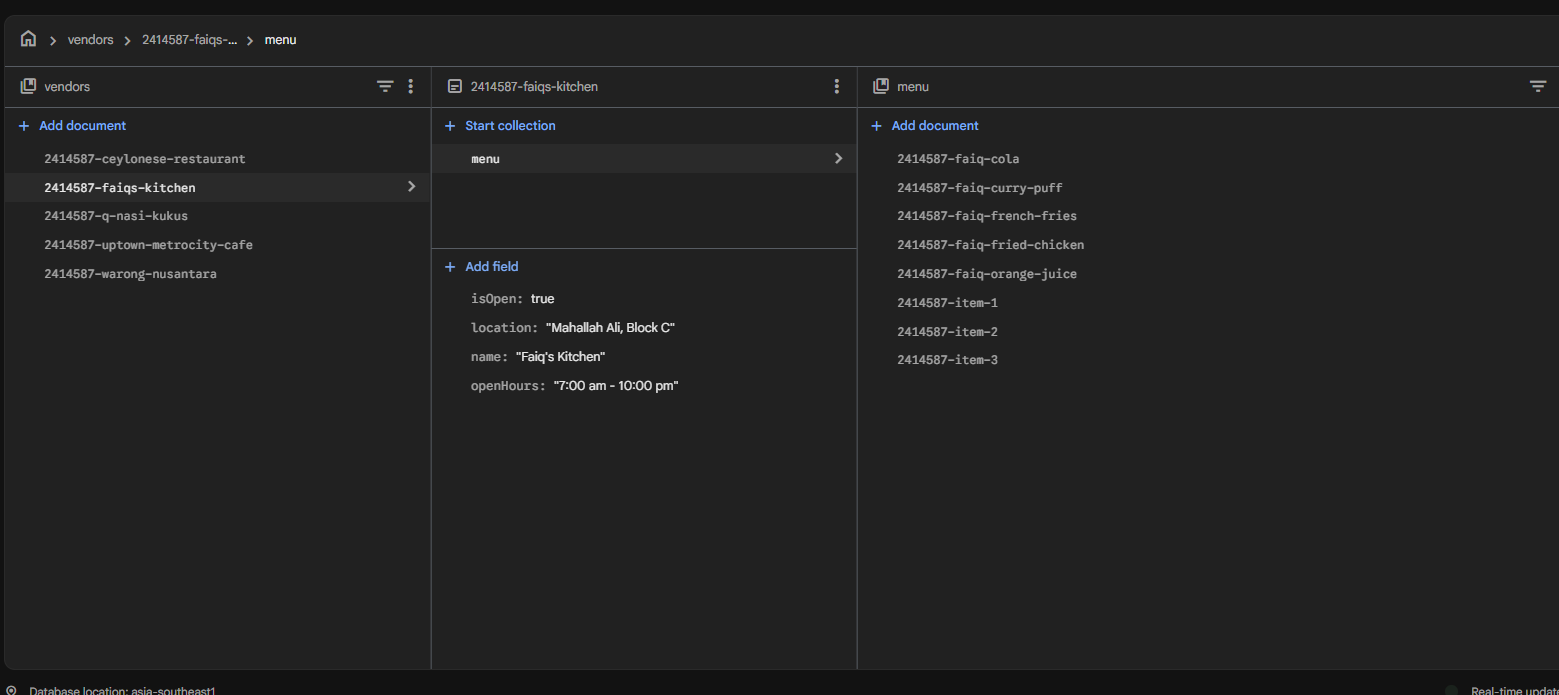 vendors > 2414587-faiqs-... > menu
vendors
+ Add document
2414587-ceylonese-restaurant
2414587-faiqs-kitchen
2414587-q-nasi-kukus
2414587-uptown-metrocity-cafe
2414587-warong-nusantara
2414587-faiqs-kitchen
+ Start collection
menu
+ Add field
isOpen: true
location: "Mahallah Ali, Block C"
name: "Faiq's Kitchen"
openHours: "7:00 am - 10:00 pm"
menu
+ Add document
2414587-faiq-cola
2414587-faiq-curry-puff
2414587-faiq-french-fries
2414587-faiq-fried-chicken
2414587-faiq-orange-juice
2414587-item-1
2414587-item-2
2414587-item-3
Database location: asia-southeast1
Real-time update